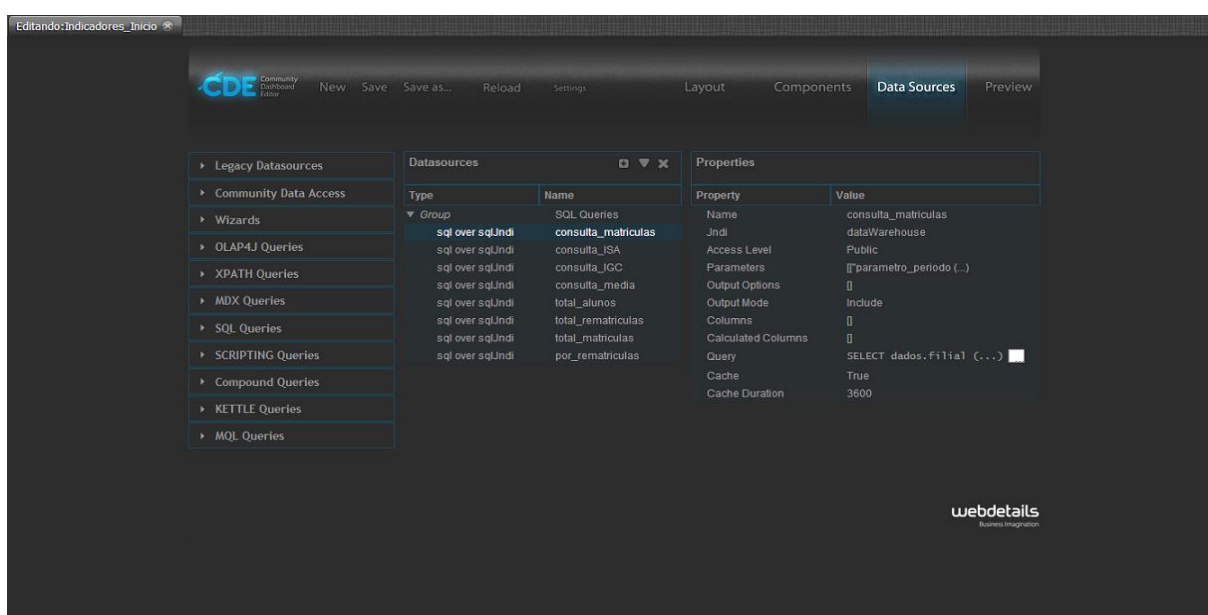 Editando:Indicadores_Inicio
CDE Community Dashboard Editor New Save Save as... Reload Settings Layout Components Data Sources Preview
Legacy Datasources
Community Data Access
Wizards
OLAP4J Queries
XPATH Queries
MDX Queries
SQL Queries
SCRIPTING Queries
Compound Queries
KETTLE Queries
MQL Queries
Datasources
Type Name
Group SQL Queries
sql over sqlJndi consulta_matriculas
sql over sqlJndi consulta_ISA
sql over sqlJndi consulta_IGC
sql over sqlJndi consulta_media
sql over sqlJndi total_alunos
sql over sqlJndi total_rematriculas
sql over sqlJndi total_matriculas
sql over sqlJndi por_rematriculas
Properties
Property Value
Name consulta_matriculas
Jndi dataWarehouse
Access Level Public
Parameters [["parametro_periodo (...)
Output Options []
Output Mode Include
Columns []
Calculated Columns []
Query SELECT dados.filial (...)
Cache True
Cache Duration 3600
webdetails
Business Imagination